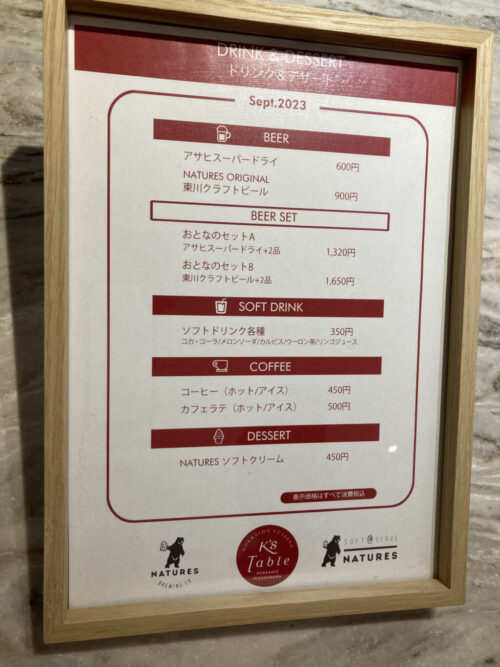 DRINK & DESSERT
ドリンク&デザート
Sept.2023
BEER
アサヒスーパードライ 600円
NATURES ORIGINAL
東川クラフトビール 900円
BEER SET
おとなのセットA
アサヒスーパードライ+2品 1,320円
おとなのセットB
東川クラフトビール+2品 1,650円
SOFT DRINK
ソフトドリンク各種 350円
コカ・コーラ/メロンソーダ/カルピス/ウーロン茶/リンゴジュース
COFFEE
コーヒー（ホット/アイス） 450円
カフェラテ（ホット/アイス） 500円
DESSERT
NATURES ソフトクリーム 450円
表示価格はすべて消費税込
NATURES
BREWING CO.
HOKKAIDO CUISINE
K's
Table
HOKKAIDO
HIGASHIKAWA
SOFT SERVE
NATURES